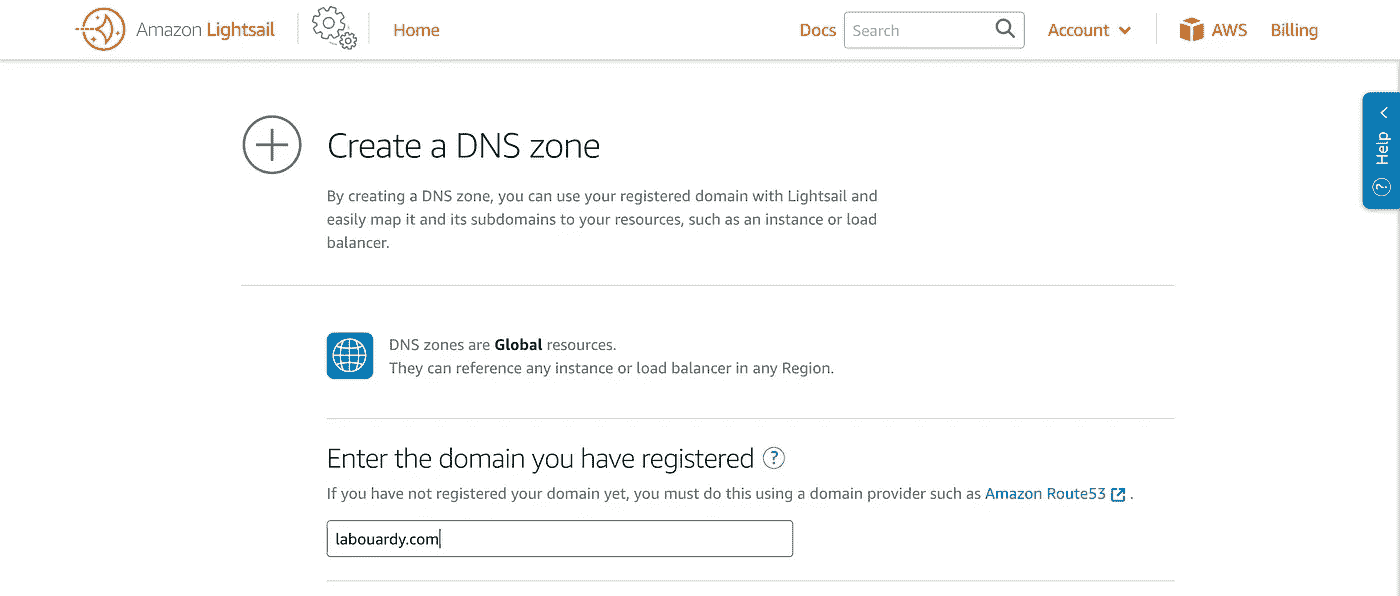 Amazon Lightsail Home Docs Search Account AWS Billing
Help
Create a DNS zone
By creating a DNS zone, you can use your registered domain with Lightsail and
easily map it and its subdomains to your resources, such as an instance or load
balancer.
DNS zones are Global resources.
They can reference any instance or load balancer in any Region.
Enter the domain you have registered ?
If you have not registered your domain yet, you must do this using a domain provider such as Amazon Route53 .
labouardy.com